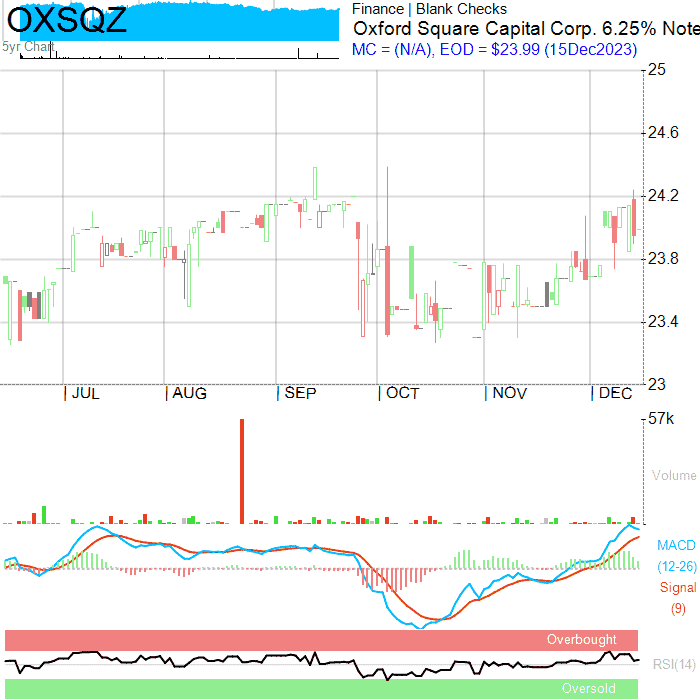 OXSQZ
5yr Chart
Finance | Blank Checks
Oxford Square Capital Corp. 6.25% Note
MC = (N/A), EOD = $23.99 (15Dec2023)
25
24.6
24.2
23.8
23.4
23
| JUL | AUG | SEP | OCT | NOV | DEC
57k
Volume
MACD
(12-26)
Signal
(9)
Overbought
RSI(14)
Oversold